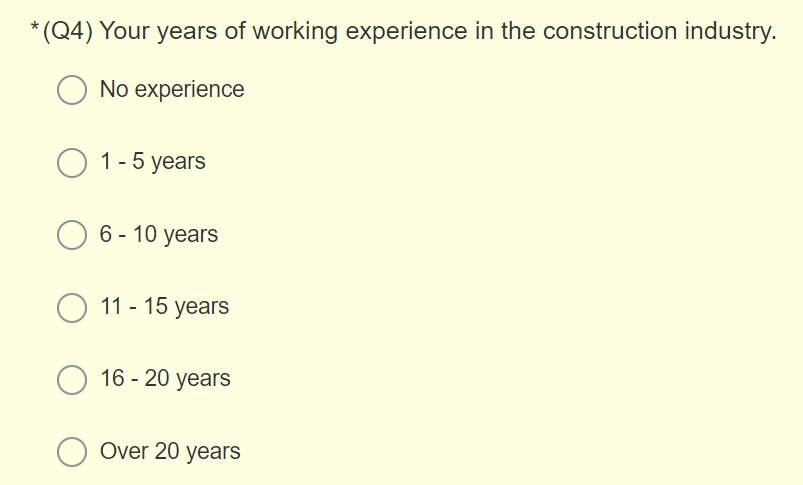 *(Q4) Your years of working experience in the construction industry.
No experience
1 - 5 years
6 - 10 years
11 - 15 years
16 - 20 years
Over 20 years